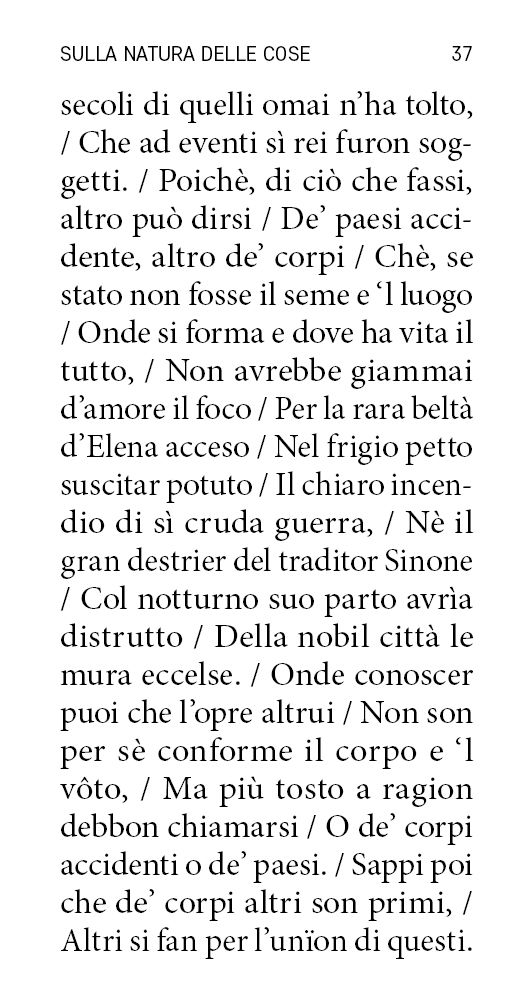 SULLA NATURA DELLE COSE 37
secoli di quelli omai n’ha tolto,
/ Che ad eventi sì rei furon sog-
getti. / Poichè, di ciò che fassi,
altro può dirsi / De’ paesi acci-
dente, altro de’ corpi / Chè, se
stato non fosse il seme e ‘l luogo
/ Onde si forma e dove ha vita il
tutto, / Non avrebbe giammai
d’amore il foco / Per la rara beltà
d’Elena acceso / Nel frigio petto
suscitar potuto / Il chiaro incen-
dio di sì cruda guerra, / Nè il
gran destrier del traditor Sinone
/ Col notturno suo parto avrìa
distrutto / Della nobil città le
mura eccelse. / Onde conoscer
puoi che l’opre altrui / Non son
per sè conforme il corpo e ‘l
vôto, / Ma più tosto a ragion
debbon chiamarsi / O de’ corpi
accidenti o de’ paesi. / Sappi poi
che de’ corpi altri son primi, /
Altri si fan per l’unïon di questi.